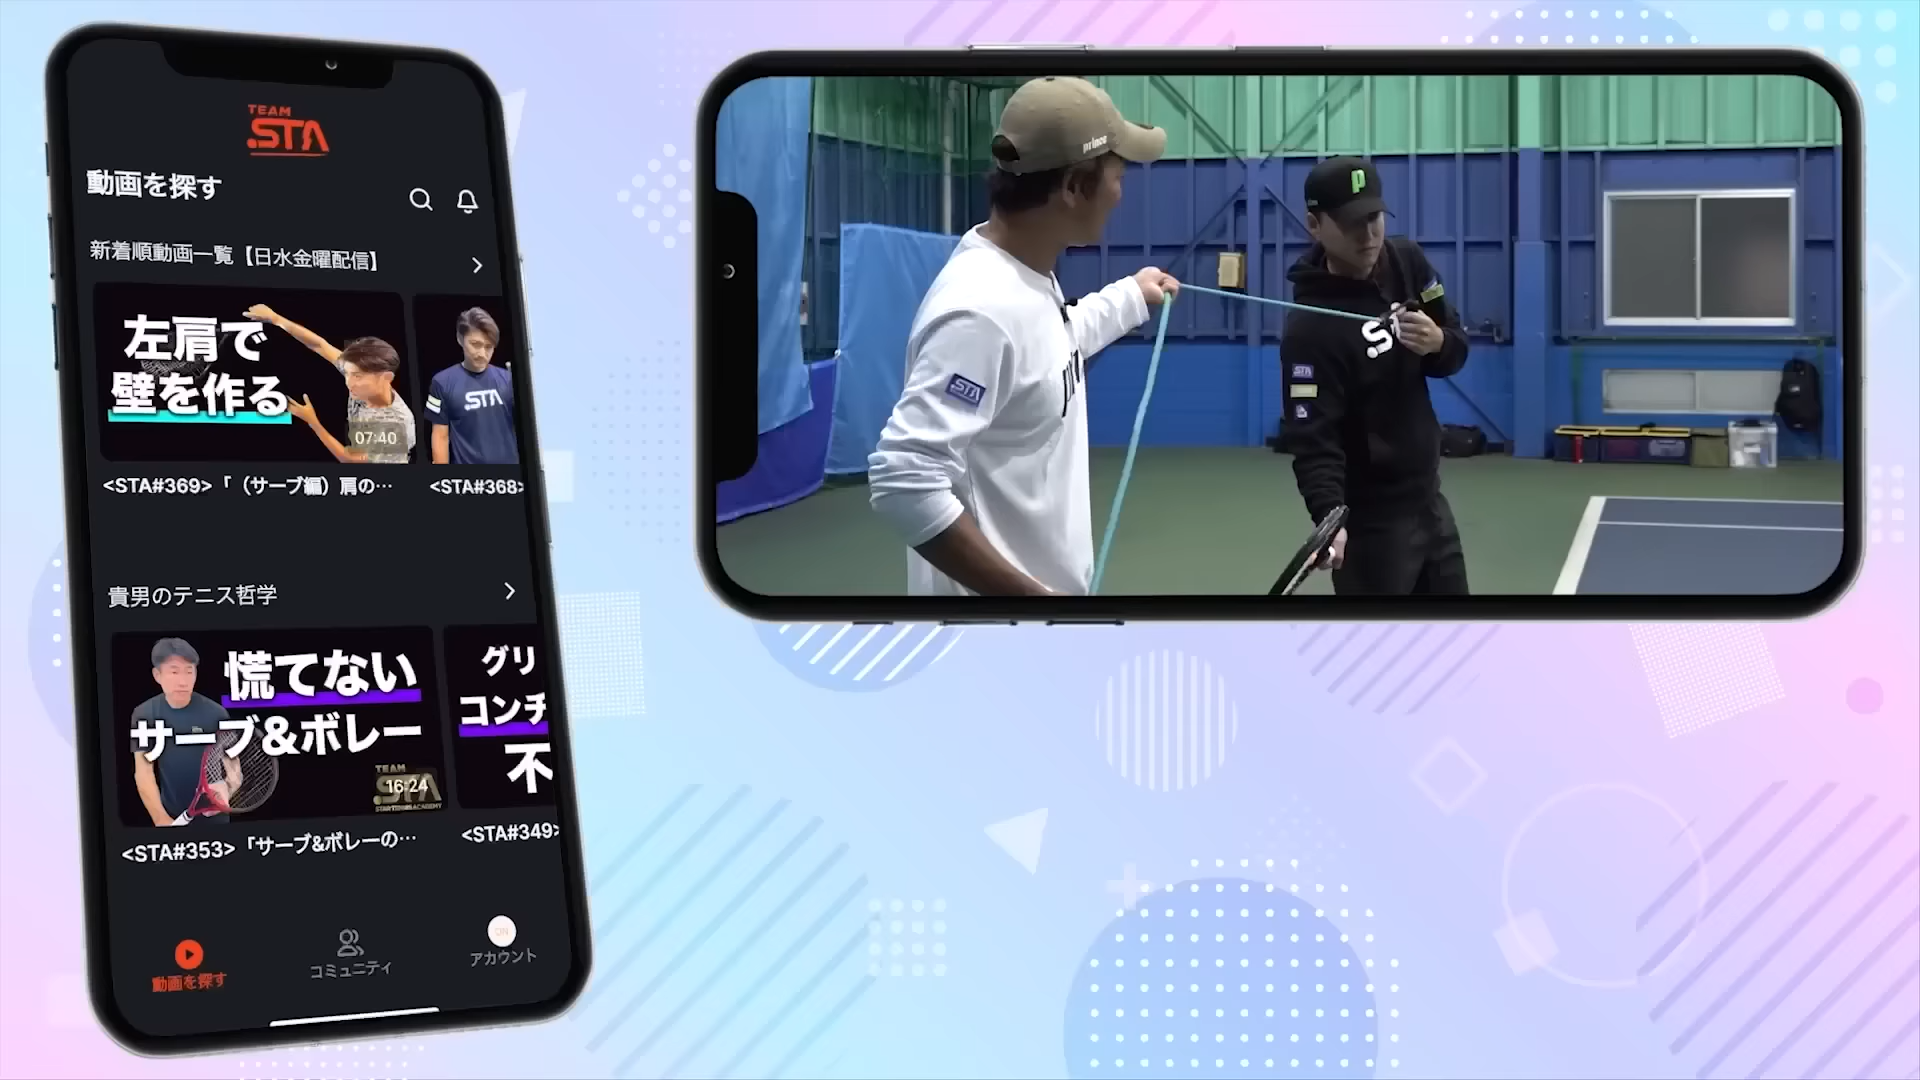 TEAM
.STA
動画を探す
新着順動画一覧【日水金曜配信】
左肩で
壁を作る
07:40
.STA
<STA#369>「（サーブ編）肩の…
<STA#368>
貴男のテニス哲学
慌てない
サーブ&ボレー
TEAM
.STA
16:24
グリ
コンチ
不
<STA#353>「サーブ&ボレーの…
<STA#349>
動画を探す
コミュニティ
アカウント
ON
prince
P
.STA
.STA